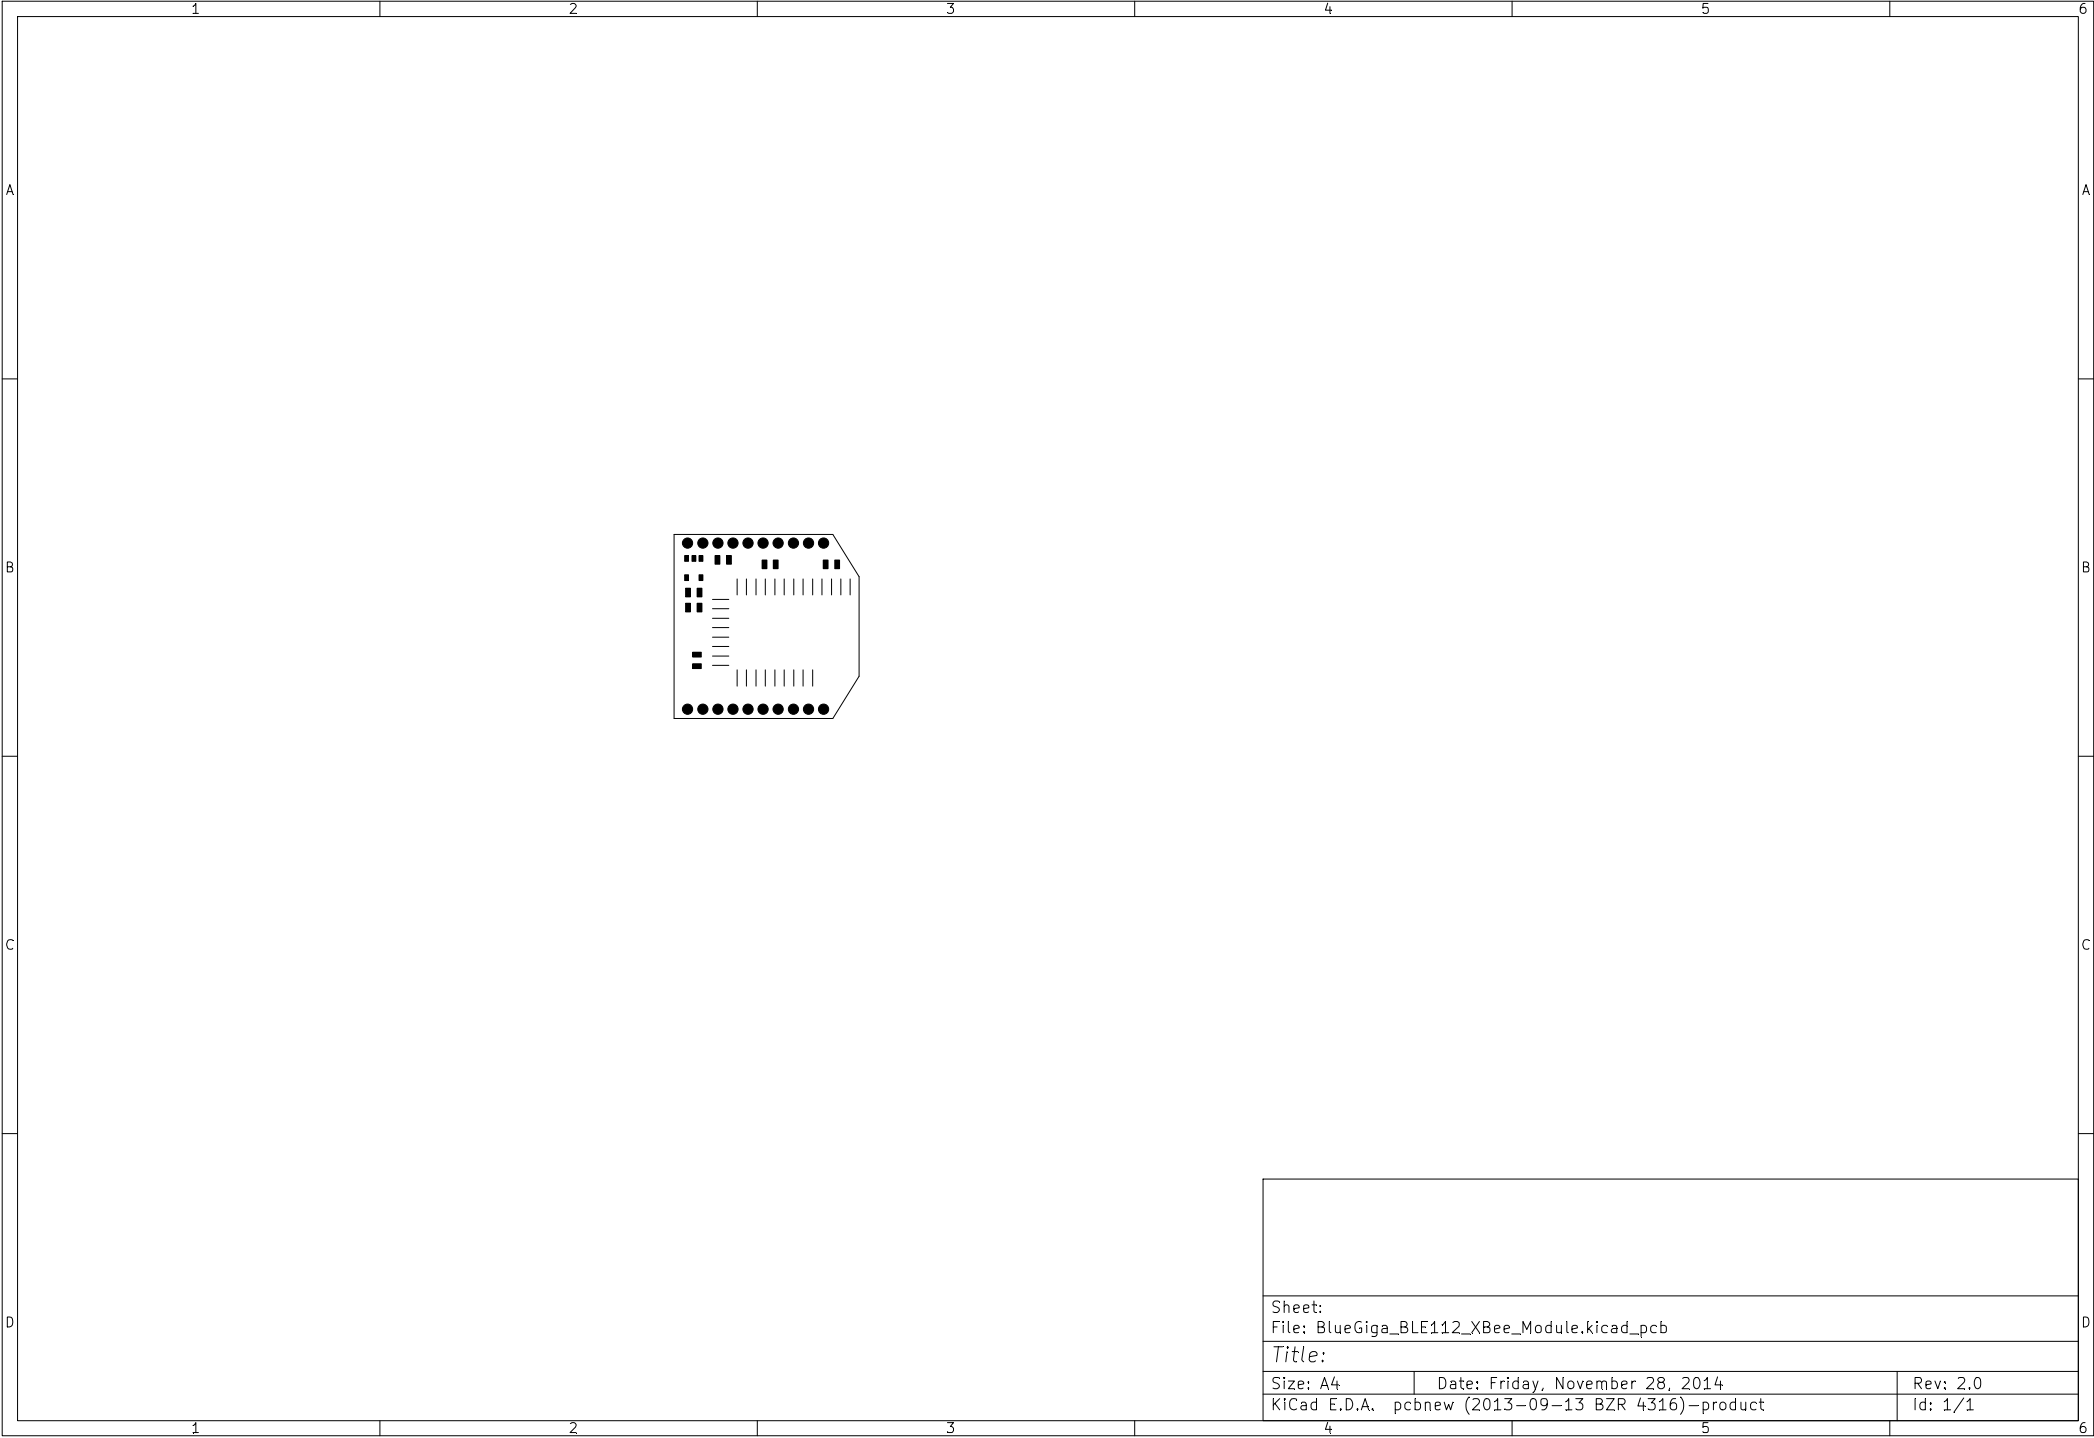 1 2 3 4 5 6
A A
B B
C C
D D
Sheet:
File: BlueGiga_BLE112_XBee_Module.kicad_pcb
Title:
Size: A4 Date: Friday, November 28, 2014 Rev: 2.0
KiCad E.D.A. pcbnew (2013-09-13 BZR 4316)-product Id: 1/1
1 2 3 4 5 6